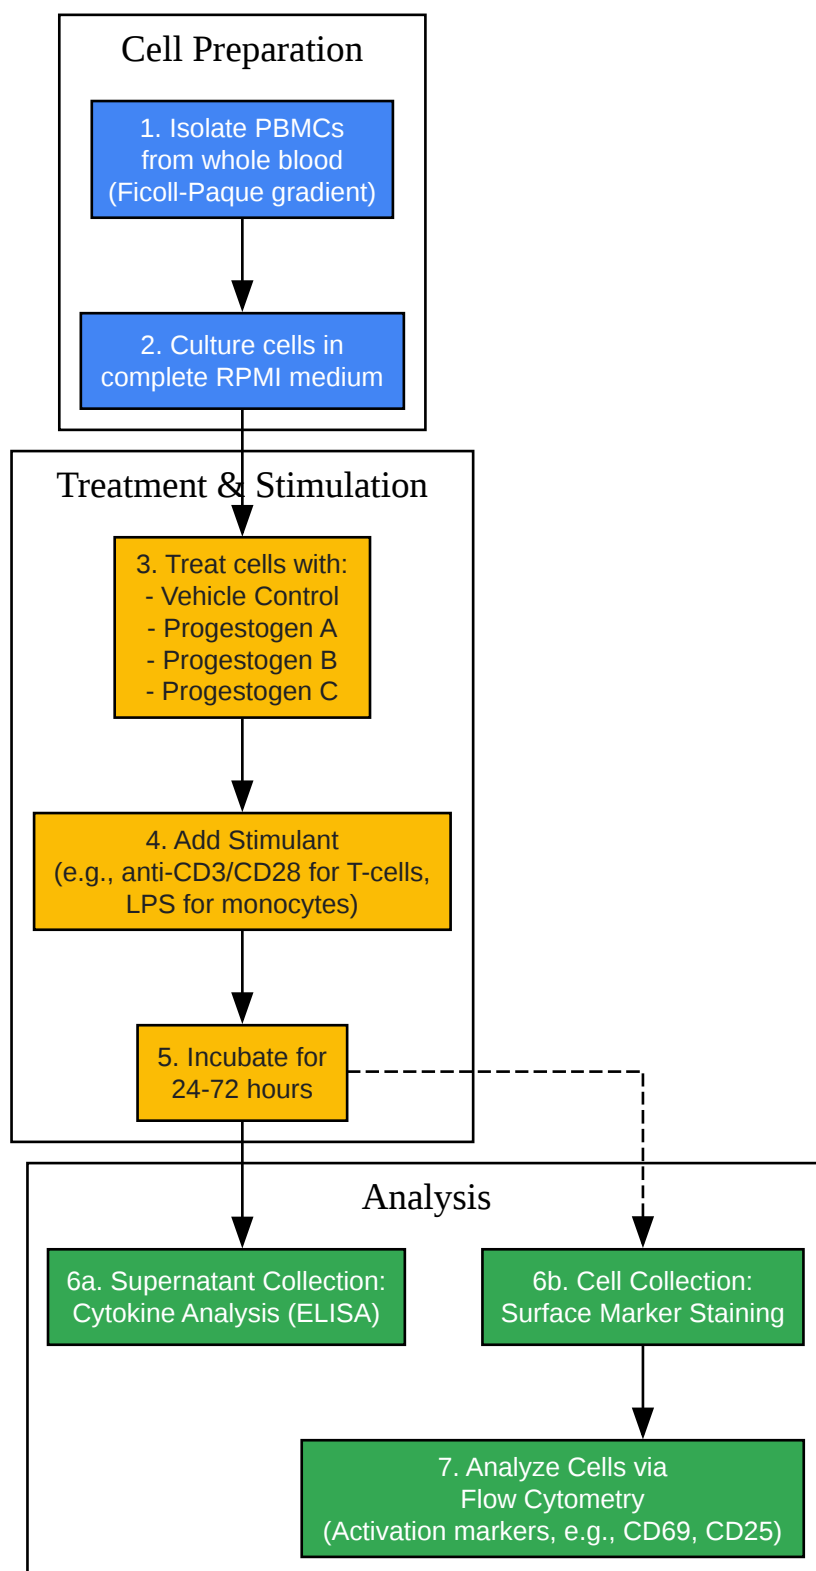 Cell Preparation
1. Isolate PBMCs
from whole blood
(Ficoll-Paque gradient)
2. Culture cells in
complete RPMI medium
Treatment & Stimulation
3. Treat cells with:
- Vehicle Control
- Progestogen A
- Progestogen B
- Progestogen C
4. Add Stimulant
(e.g., anti-CD3/CD28 for T-cells,
LPS for monocytes)
5. Incubate for
24-72 hours
Analysis
6a. Supernatant Collection:
Cytokine Analysis (ELISA)
6b. Cell Collection:
Surface Marker Staining
7. Analyze Cells via
Flow Cytometry
(Activation markers, e.g., CD69, CD25)